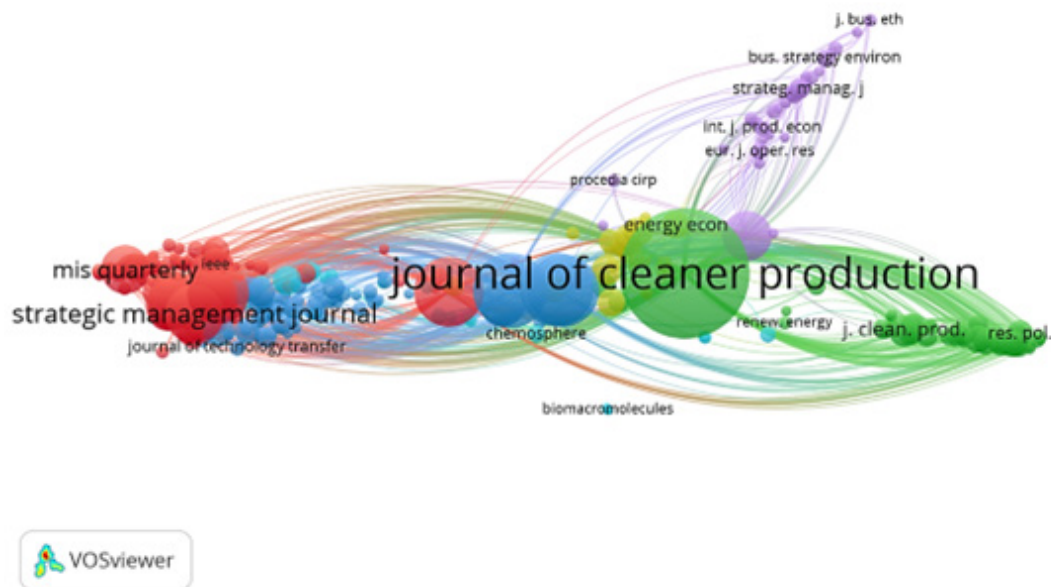 j. bus. eth
bus. strategy environ
strateg. manag. j
int. j. prod. econ
eur. j. oper. res
procedia cirp
energy econ
mis quarterly
ieee
journal of cleaner production
strategic management journal
renew. energy
j. clean. prod.
res. pol.
chemosphere
journal of technology transfer
biomacromolecules
VOSviewer